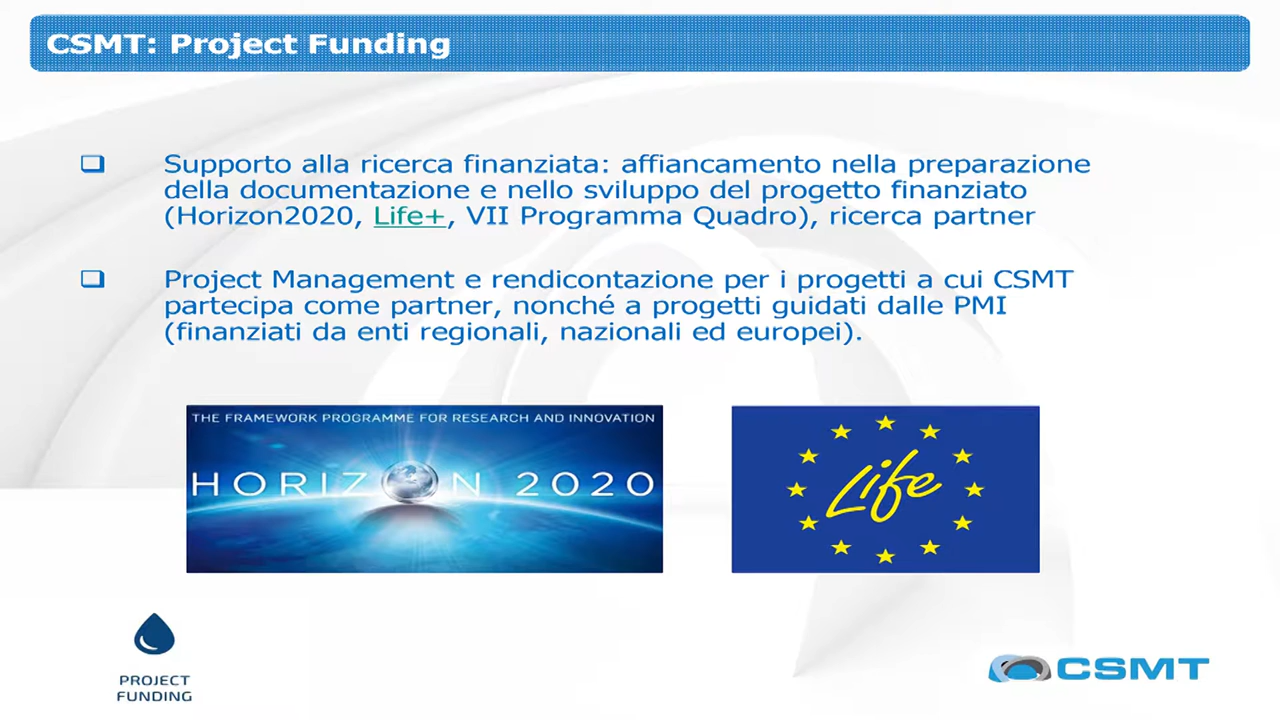 CSMT: Project Funding
Supporto alla ricerca finanziata: affiancamento nella preparazione
della documentazione e nello sviluppo del progetto finanziato
(Horizon2020, Life+, VII Programma Quadro), ricerca partner
Project Management e rendicontazione per i progetti a cui CSMT
partecipa come partner, nonché a progetti guidati dalle PMI
(finanziati da enti regionali, nazionali ed europei).
THE FRAMEWORK PROGRAMME FOR RESEARCH AND INNOVATION
HORIZON 2020
Life
PROJECT
FUNDING
CSMT